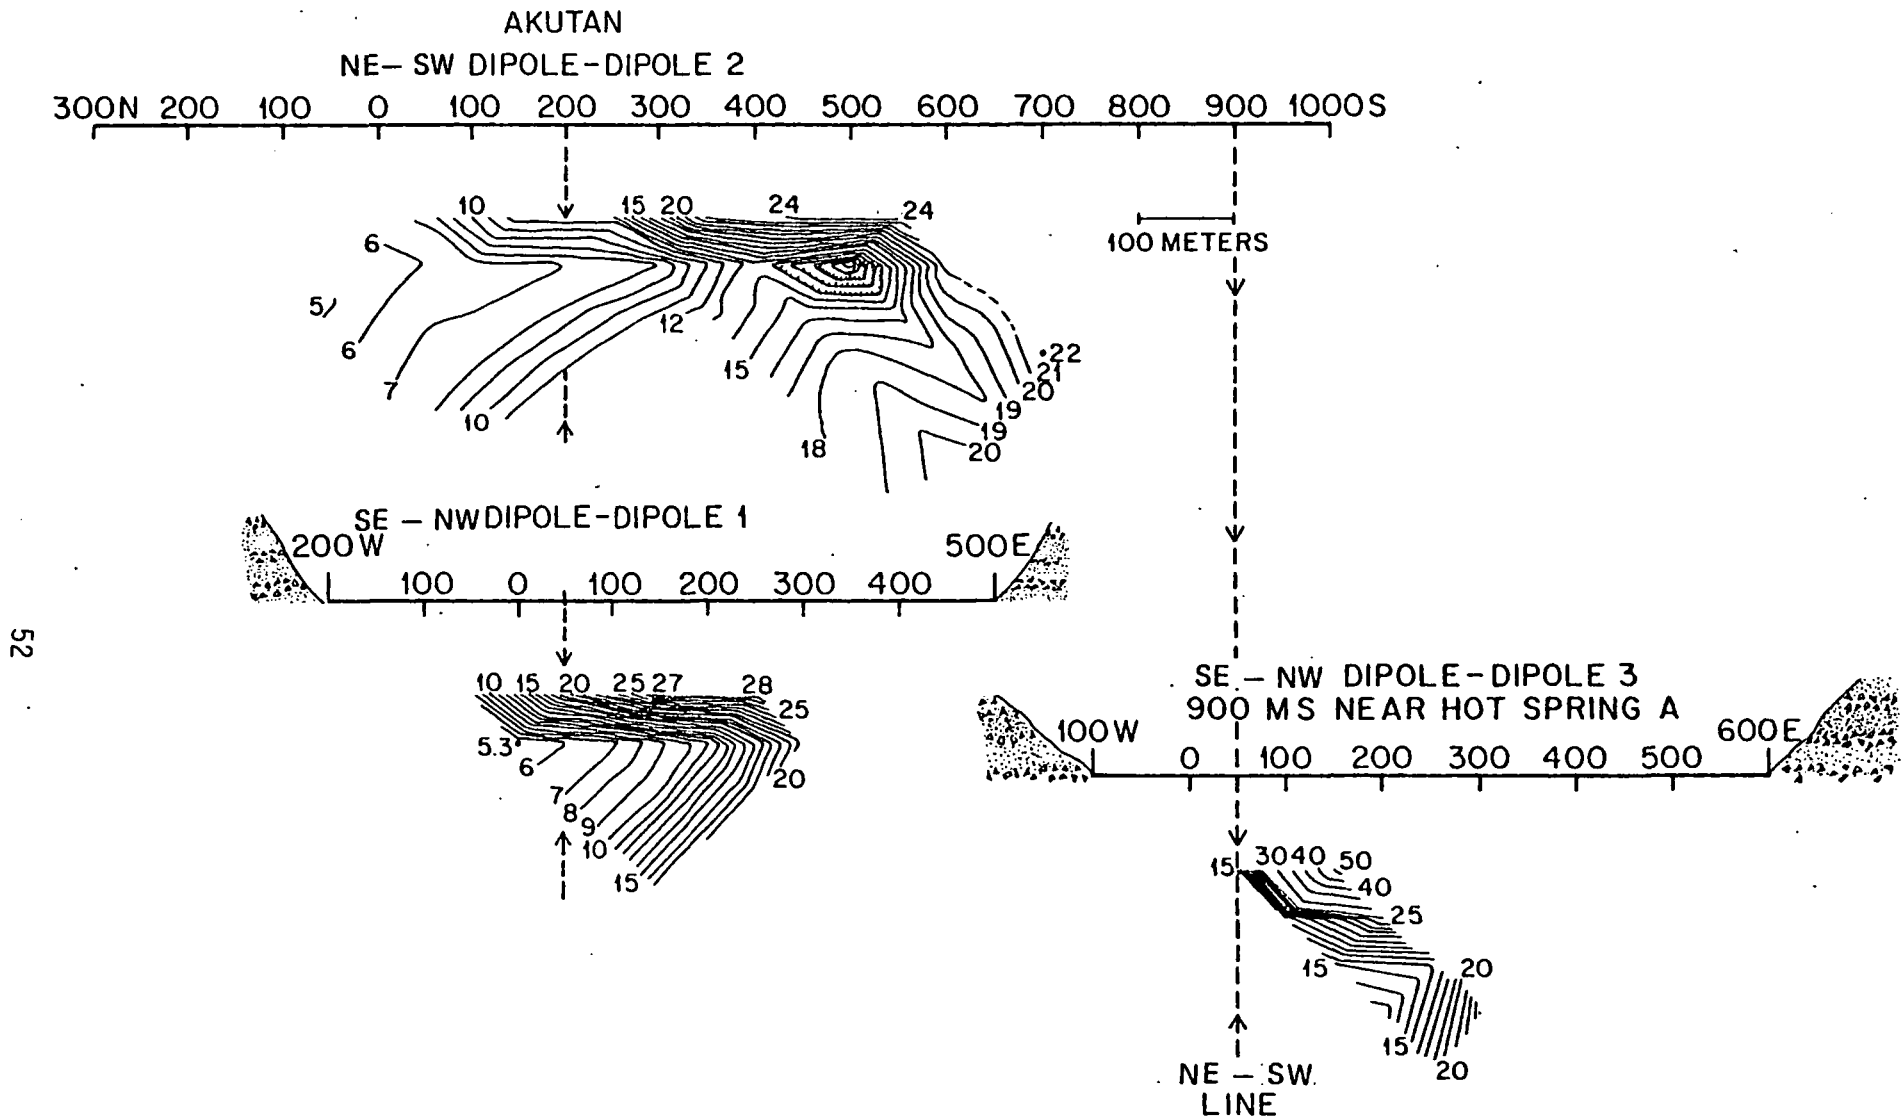 AKUTAN
NE – SW DIPOLE-DIPOLE 2
300N 200 100 0 100 200 300 400 500 600 700 800 900 1000S
10 15 20 24 24
6
100 METERS
5
12
6
15
22
21
7
20
19
10
19
18
20
SE – NW DIPOLE-DIPOLE 1
200W 500E
100 0 100 200 300 400
52
10 15 20 25 27 28
25
5.3
6
20
7
8
9
10
15
SE – NW DIPOLE-DIPOLE 3
900 MS NEAR HOT SPRING A
100W 600E
0 100 200 300 400 500
15 30 40 50
40
25
15 20
15
20
NE – SW
LINE